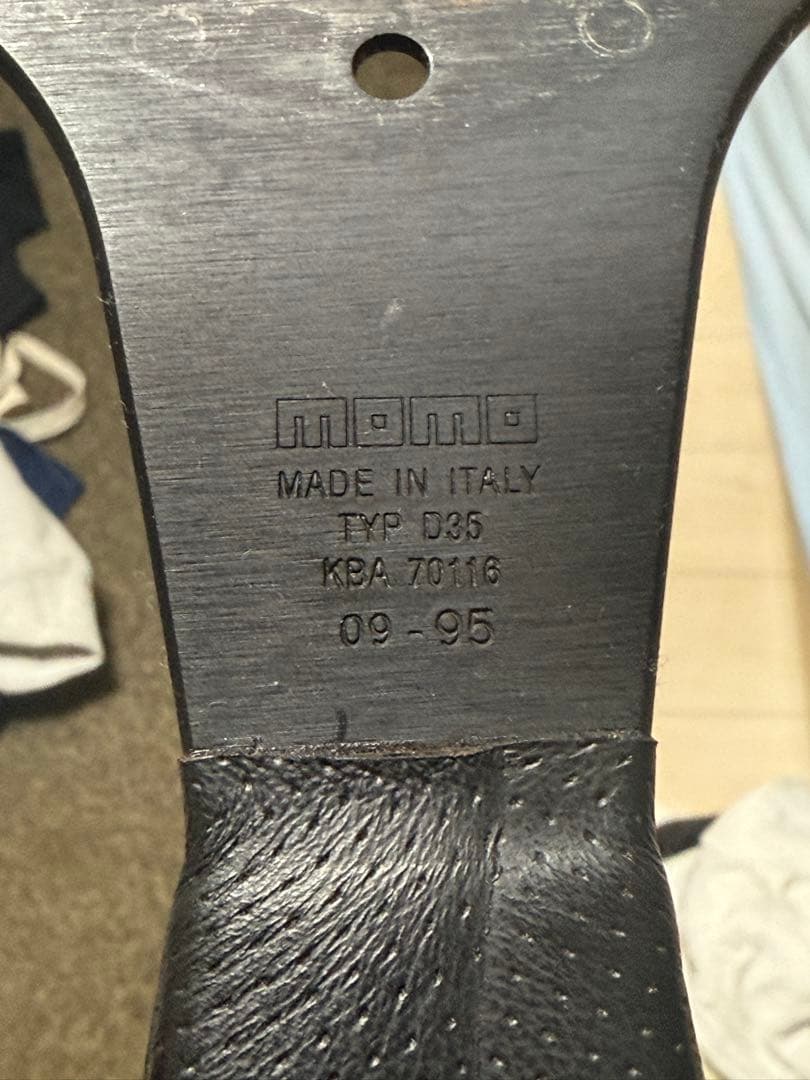 momo
MADE IN ITALY
TYP D35
KBA 70116
09-95